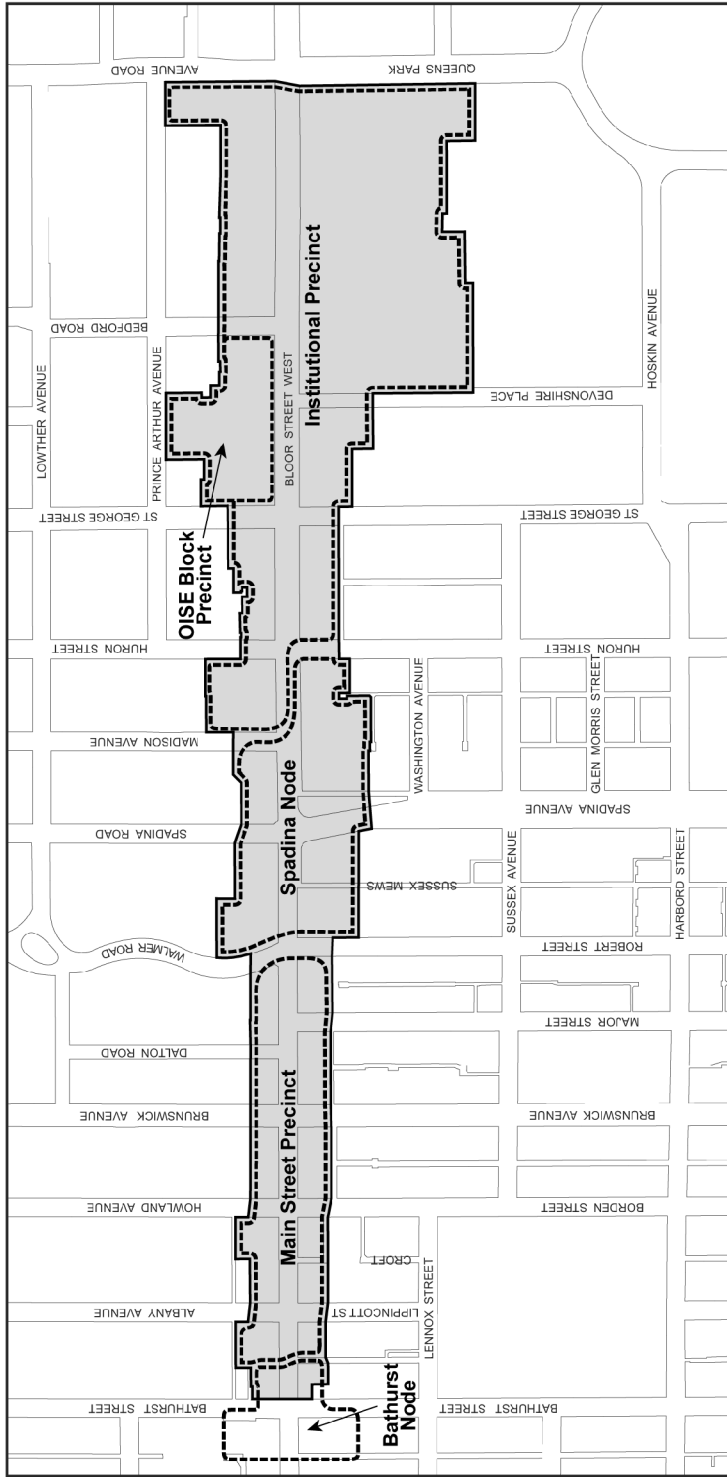 LOWTHER AVENUE
AVENUE ROAD
QUEENS PARK
BEDFORD ROAD
PRINCE ARTHUR AVENUE
BLOOR STREET WEST
Institutional Precinct
DEVONSHIRE PLACE
HOSKIN AVENUE
ST GEORGE STREET
ST GEORGE STREET
OISE Block
Precinct
HURON STREET
HURON STREET
MADISON AVENUE
WASHINGTON AVENUE
GLEN MORRIS STREET
SPADINA ROAD
Spadina Node
SPADINA AVENUE
SUSSEX MEWS
SUSSEX AVENUE
HARBORD STREET
WALMER ROAD
ROBERT STREET
DALTON ROAD
MAJOR STREET
BRUNSWICK AVENUE
BRUNSWICK AVENUE
Main Street Precinct
HOWLAND AVENUE
BORDEN STREET
CROFT
ALBANY AVENUE
LIPPINCOTT ST
LENNOX STREET
BATHURST STREET
BATHURST STREET
Bathurst
Node